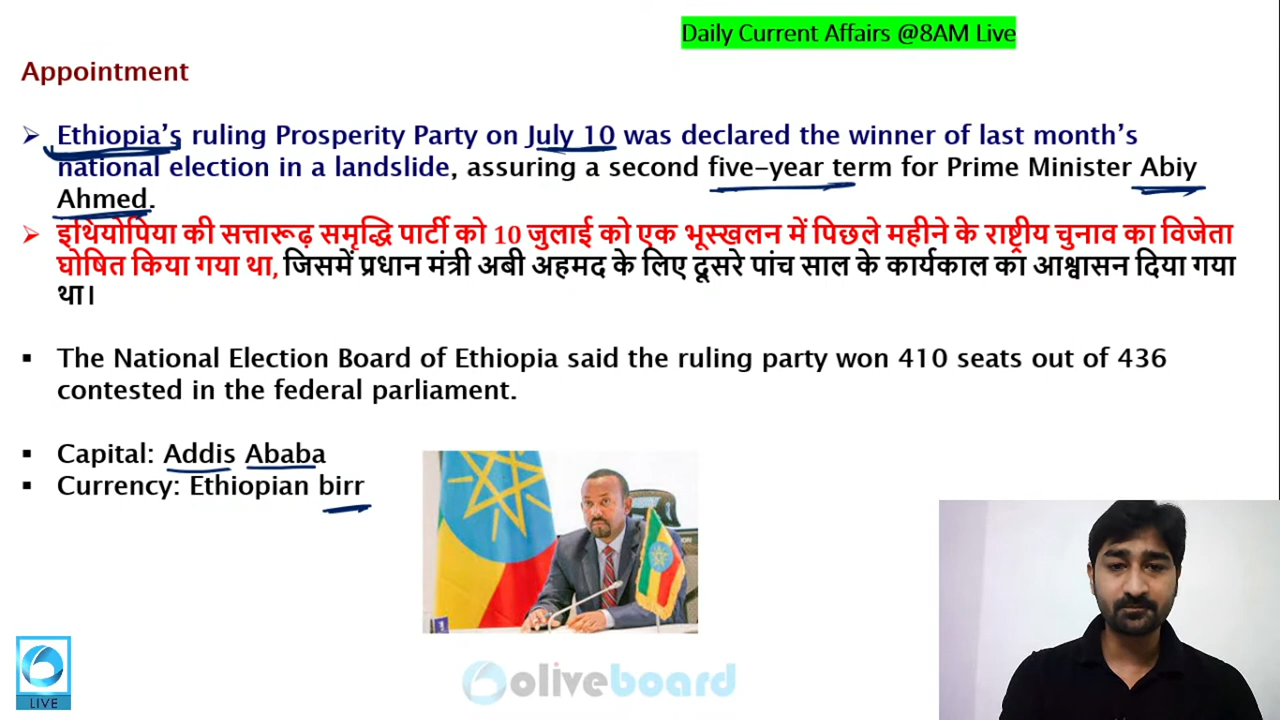 Daily Current Affairs @8AM Live
Appointment
Ethiopia’s ruling Prosperity Party on July 10 was declared the winner of last month’s
national election in a landslide, assuring a second five-year term for Prime Minister Abiy
Ahmed.
इथियोपिया की सत्तारूढ़ समृद्धि पार्टी को 10 जुलाई को एक भूस्खलन में पिछले महीने के राष्ट्रीय चुनाव का विजेता
घोषित किया गया था, जिसमें प्रधान मंत्री अबी अहमद के लिए दूसरे पांच साल के कार्यकाल का आश्वासन दिया गया
था।
The National Election Board of Ethiopia said the ruling party won 410 seats out of 436
contested in the federal parliament.
Capital: Addis Ababa
Currency: Ethiopian birr
LIVE
oliveboard